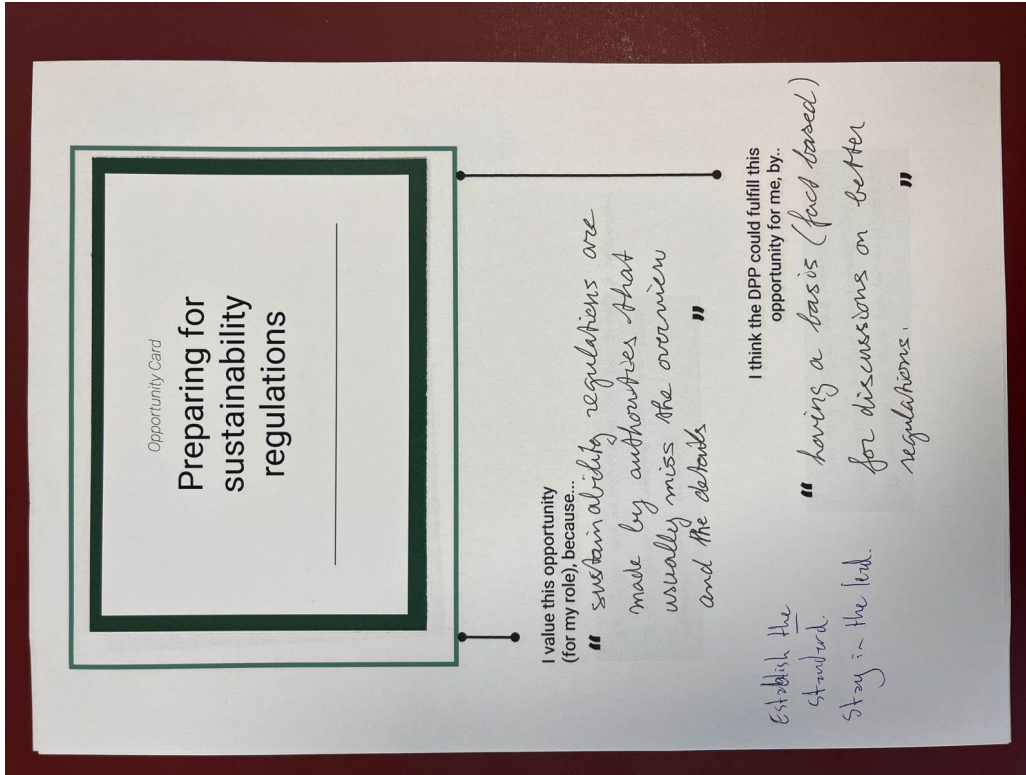 Opportunity Card
Preparing for
sustainability
regulations
I value this opportunity
(for my role), because...
“ sustainability regulations are
made by authorities that
usually miss the overview
and the details ”
I think the DPP could fulfill this
opportunity for me, by..
“ having a basis (fact based)
for discussions on better
regulations. ”
Establish the
standard.
Stay in the lead.